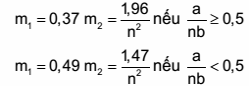 m₁ = 0,37 m₂ = 1,96/n² nếu a/nb ≥ 0,5
m₁ = 0,49 m₂ = 1,47/n² nếu a/nb < 0,5